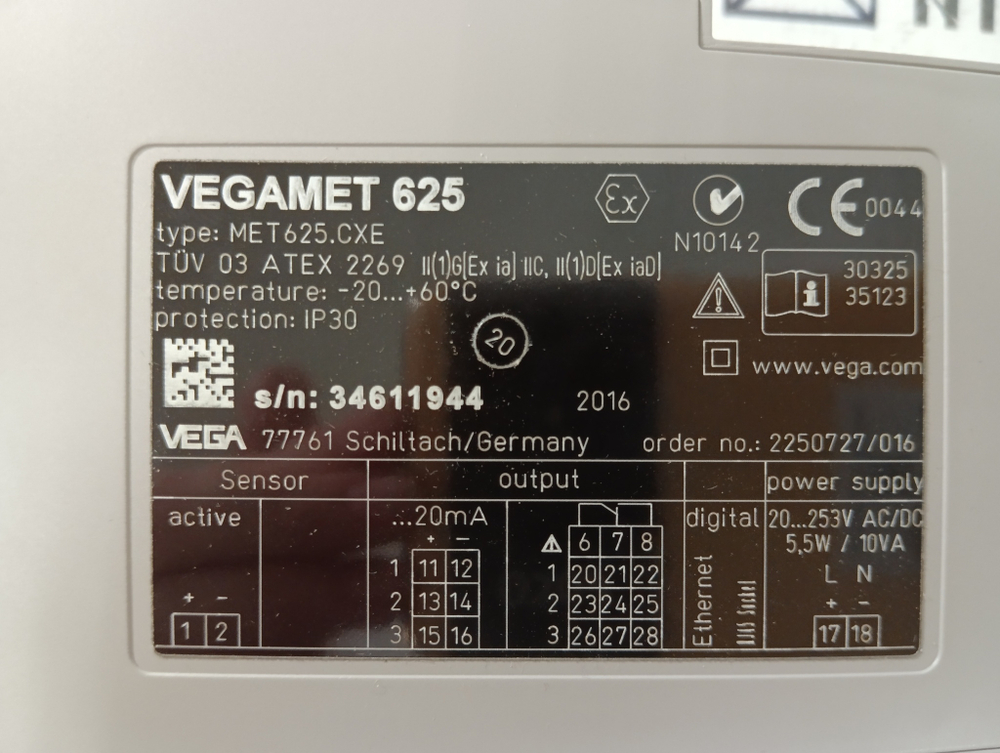 VEGAMET 625
Ex
CE 0044
N10142
type: MET625.CXE
TÜV 03 ATEX 2269 II(1)G[Ex ia] IIC, II(1)D[Ex iaD]
temperature: -20...+60°C
protection: IP30
30325
35123
20
www.vega.com
s/n: 34611944
2016
VEGA 77761 Schiltach/Germany
order no.: 2250727/016
Sensor
output
power supply
active
...20mA
digital
20...253V AC/DC
5,5W / 10VA
+ -
6 7 8
L N
1 11 12
1 20 21 22
2 13 14
2 23 24 25
3 15 16
3 26 27 28
Ethernet
+ -
1 2
+ -
17 18